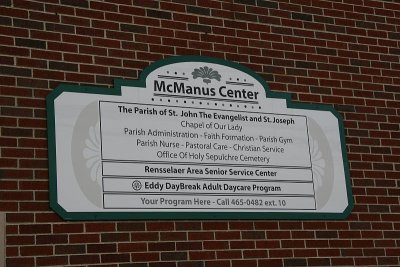 McManus Center
The Parish of St. John The Evangelist and St. Joseph
Chapel of Our Lady
Parish Administration - Faith Formation - Parish Gym
Parish Nurse - Pastoral Care - Christian Service
Office Of Holy Sepulchre Cemetery
Rensselaer Area Senior Service Center
Eddy DayBreak Adult Daycare Program
Your Program Here - Call 465-0482 ext. 10